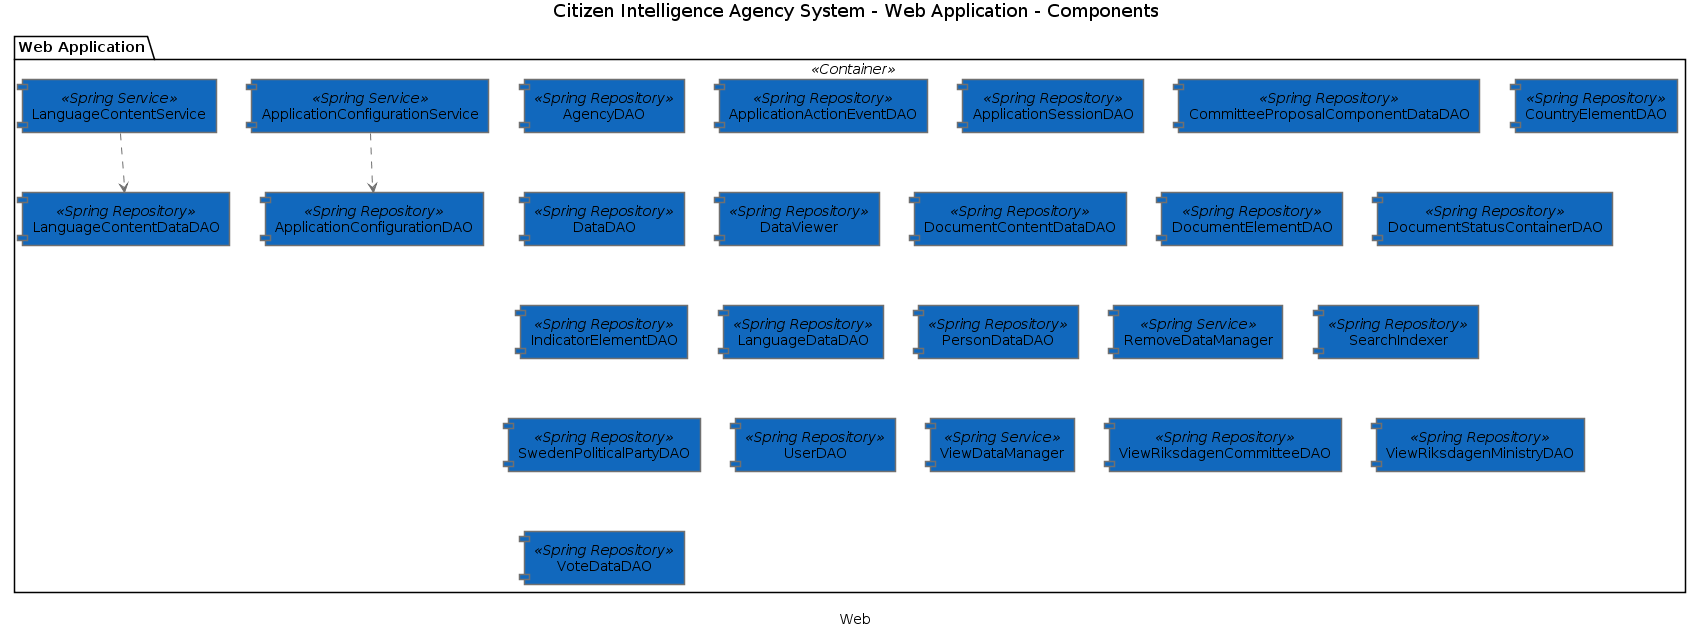 Citizen Intelligence Agency System - Web Application - Components
Web Application
«Container»
«Spring Service»
LanguageContentService
«Spring Service»
ApplicationConfigurationService
«Spring Repository»
AgencyDAO
«Spring Repository»
ApplicationActionEventDAO
«Spring Repository»
ApplicationSessionDAO
«Spring Repository»
CommitteeProposalComponentDataDAO
«Spring Repository»
CountryElementDAO
«Spring Repository»
LanguageContentDataDAO
«Spring Repository»
ApplicationConfigurationDAO
«Spring Repository»
DataDAO
«Spring Repository»
DataViewer
«Spring Repository»
DocumentContentDataDAO
«Spring Repository»
DocumentElementDAO
«Spring Repository»
DocumentStatusContainerDAO
«Spring Repository»
IndicatorElementDAO
«Spring Repository»
LanguageDataDAO
«Spring Repository»
PersonDataDAO
«Spring Service»
RemoveDataManager
«Spring Repository»
SearchIndexer
«Spring Repository»
SwedenPoliticalPartyDAO
«Spring Repository»
UserDAO
«Spring Service»
ViewDataManager
«Spring Repository»
ViewRiksdagenCommitteeDAO
«Spring Repository»
ViewRiksdagenMinistryDAO
«Spring Repository»
VoteDataDAO
Web